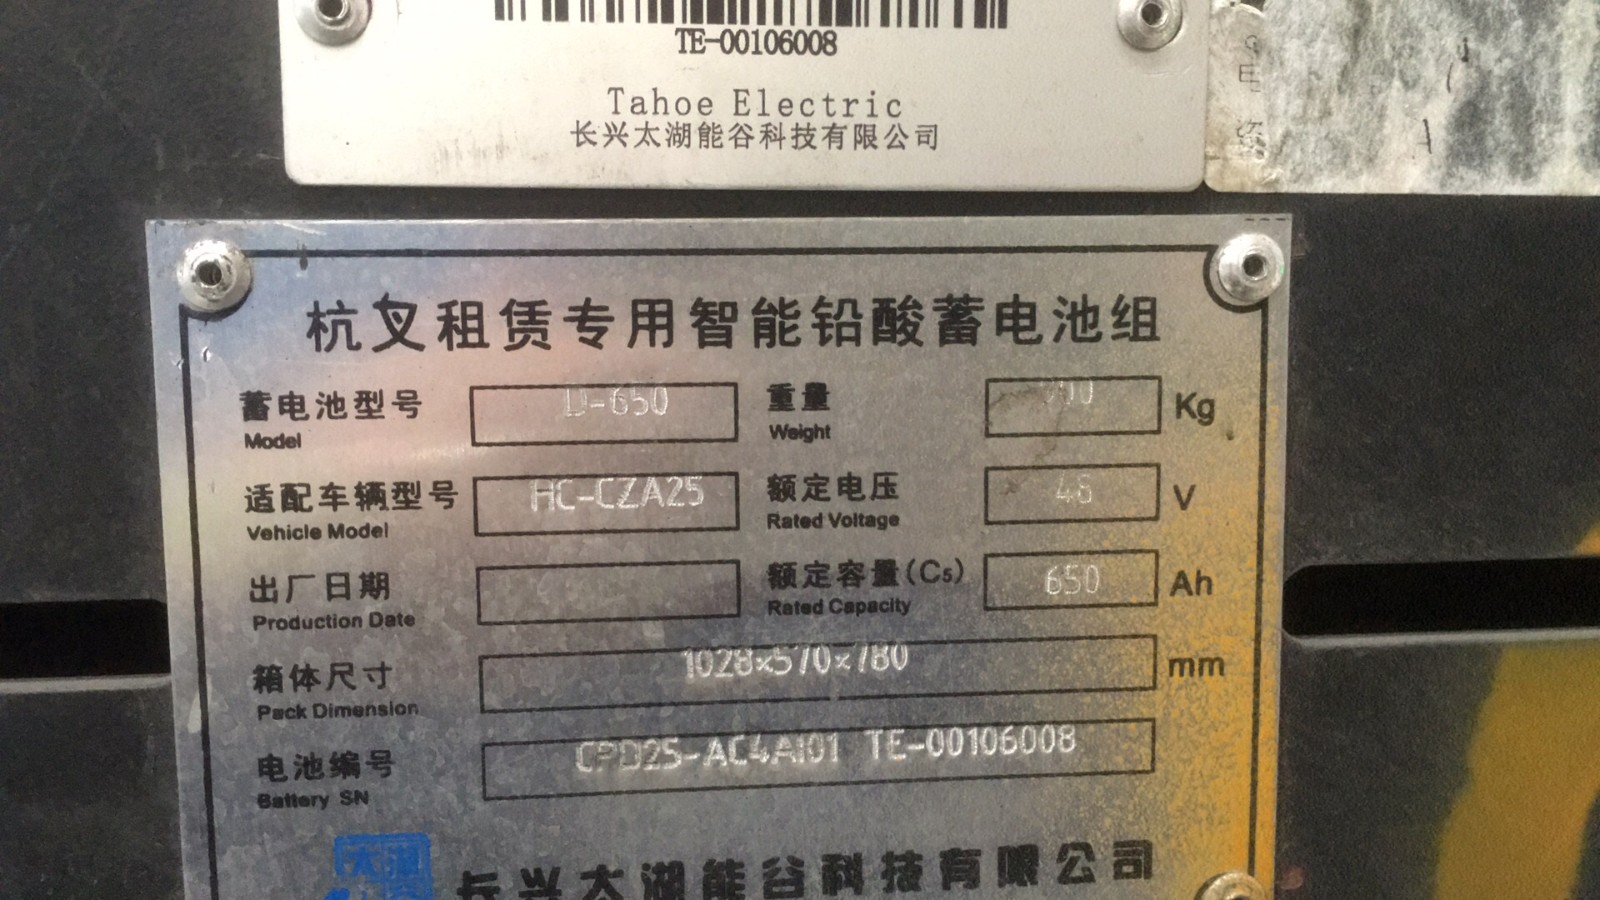 TE-00106008
Tahoe Electric
长兴太湖能谷科技有限公司
杭叉租赁专用智能铅酸蓄电池组
蓄电池型号 D-650 重量 Kg
Model Weight
适配车辆型号 HC-CZA25 额定电压 48 V
Vehicle Model Rated Voltage
出厂日期 额定容量(C5) 650 Ah
Production Date Rated Capacity
箱体尺寸 1028×570×780 mm
Pack Dimension
电池编号 CPD25-AC4AI01 TE-00106008
Battery SN
长兴太湖能谷科技有限公司